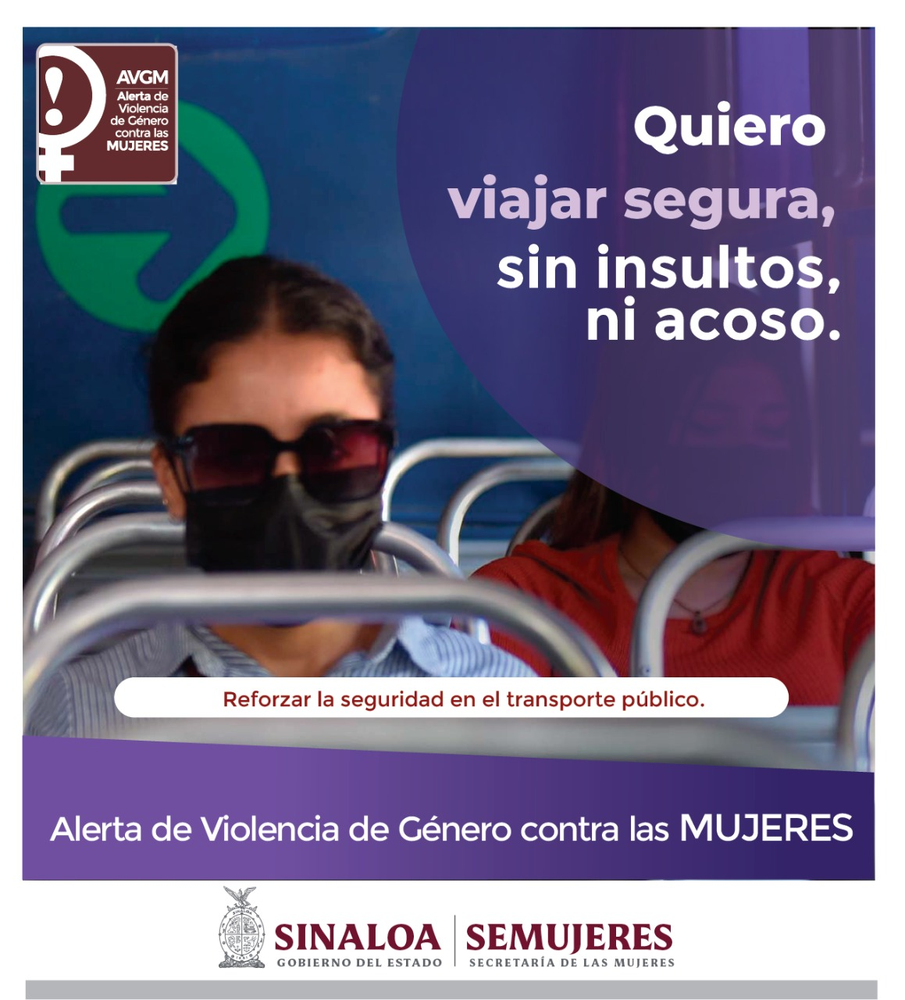 AVGM
Alerta de
Violencia
de Género
contra las
MUJERES
Quiero
viajar segura,
sin insultos,
ni acoso.
Reforzar la seguridad en el transporte público.
Alerta de Violencia de Género contra las MUJERES
SINALOA
GOBIERNO DEL ESTADO
SEMUJERES
SECRETARÍA DE LAS MUJERES